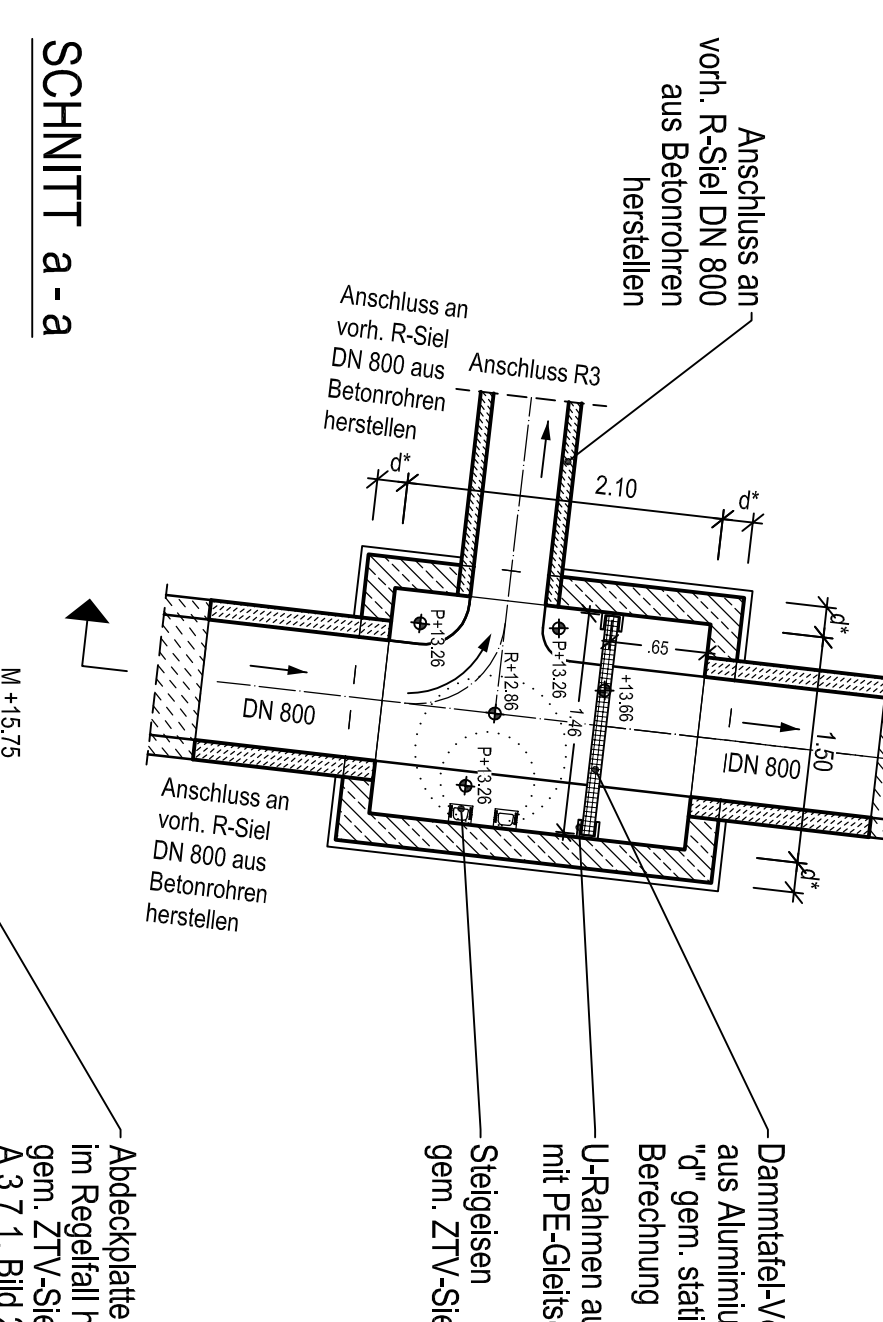 Anschluss an
vorh. R-Siel DN 800
aus Betonrohren
herstellen
SCHNITT a - a
Anschluss an
vorh. R-Siel
DN 800 aus
Betonrohren
herstellen
Anschluss R3
d*
2.10
d*
d*
.65
1.50
d*
P+13.26
P+13.26
R+12.86
+13.66
1.46
P+13.26
DN 800
DN 800
M +15.75
Anschluss an
vorh. R-Siel
DN 800 aus
Betonrohren
herstellen
Dammtafel-Ve
aus Alumimiu
"d" gem. stati
Berechnung
U-Rahmen au
mit PE-Gleits
Steigeisen
gem. ZTV-Sie
Abdeckplatte
im Regelfall h
gem. ZTV-Sie
A 3 7 1, Bild